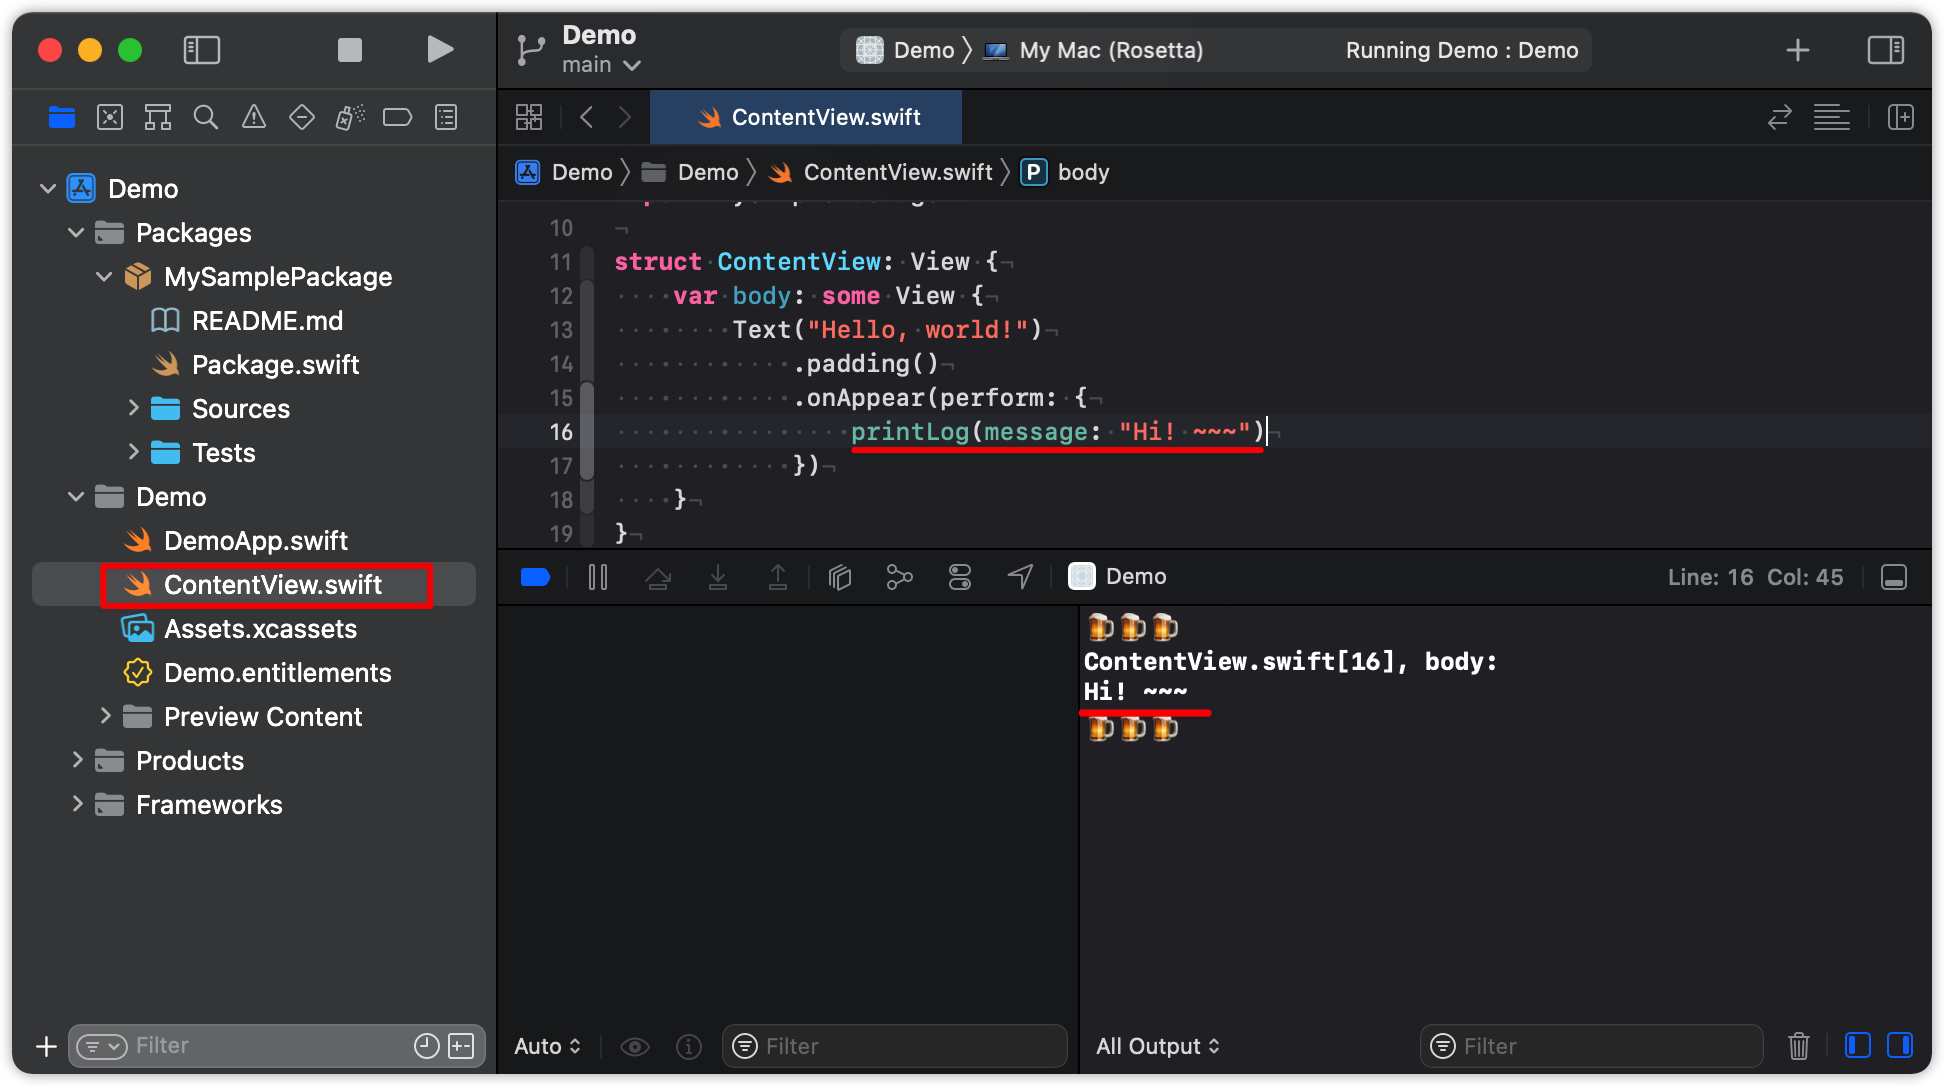 Demo
main
Demo
My Mac (Rosetta)
Running Demo : Demo
ContentView.swift
Demo
Demo
ContentView.swift
P
body
Demo
Packages
MySamplePackage
README.md
Package.swift
Sources
Tests
Demo
DemoApp.swift
ContentView.swift
Assets.xcassets
Demo.entitlements
Preview Content
Products
Frameworks
Filter
10
11 struct ContentView: View {
12 var body: some View {
13 Text("Hello, world!")
14 .padding()
15 .onAppear(perform: {
16 printLog(message: "Hi! ~~~")
17 })
18 }
19 }
Demo
Line: 16 Col: 45
🍺🍺🍺
ContentView.swift[16], body:
Hi! ~~~
🍺🍺🍺
Auto
Filter
All Output
Filter